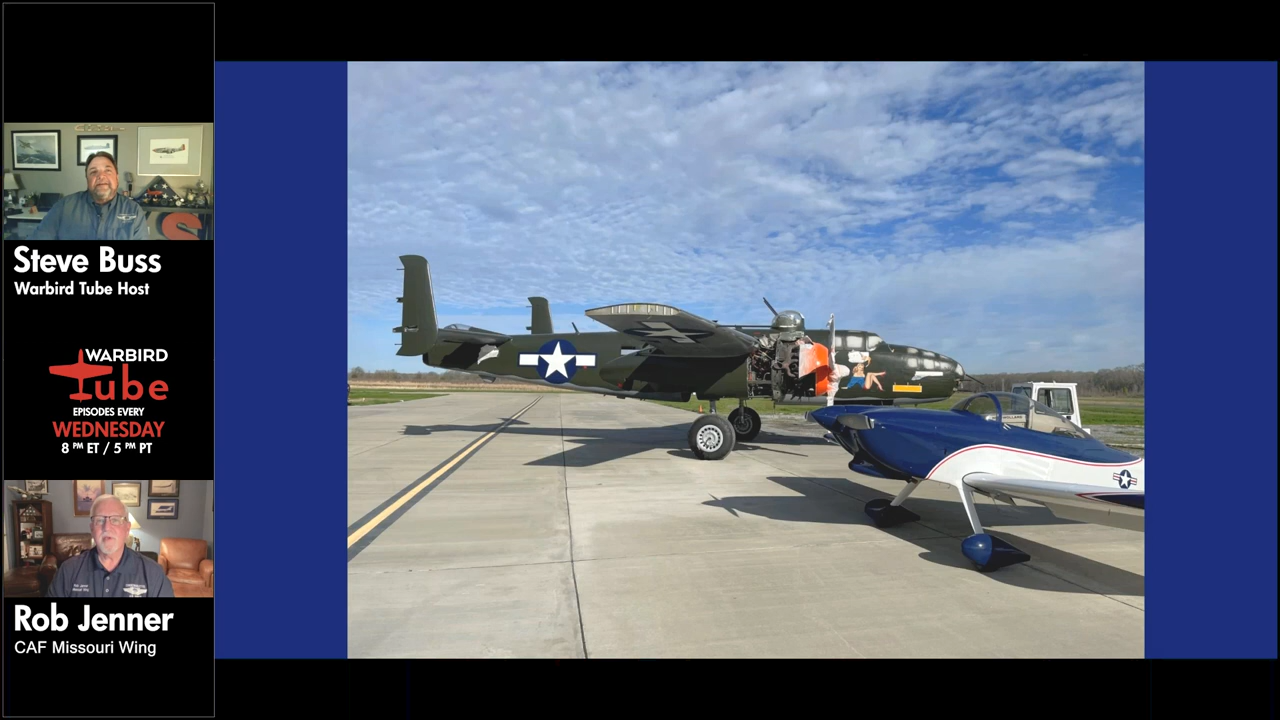 Steve Buss
Warbird Tube Host
WARBIRD
Tube
EPISODES EVERY
WEDNESDAY
8 PM ET / 5 PM PT
Rob Jenner
CAF Missouri Wing